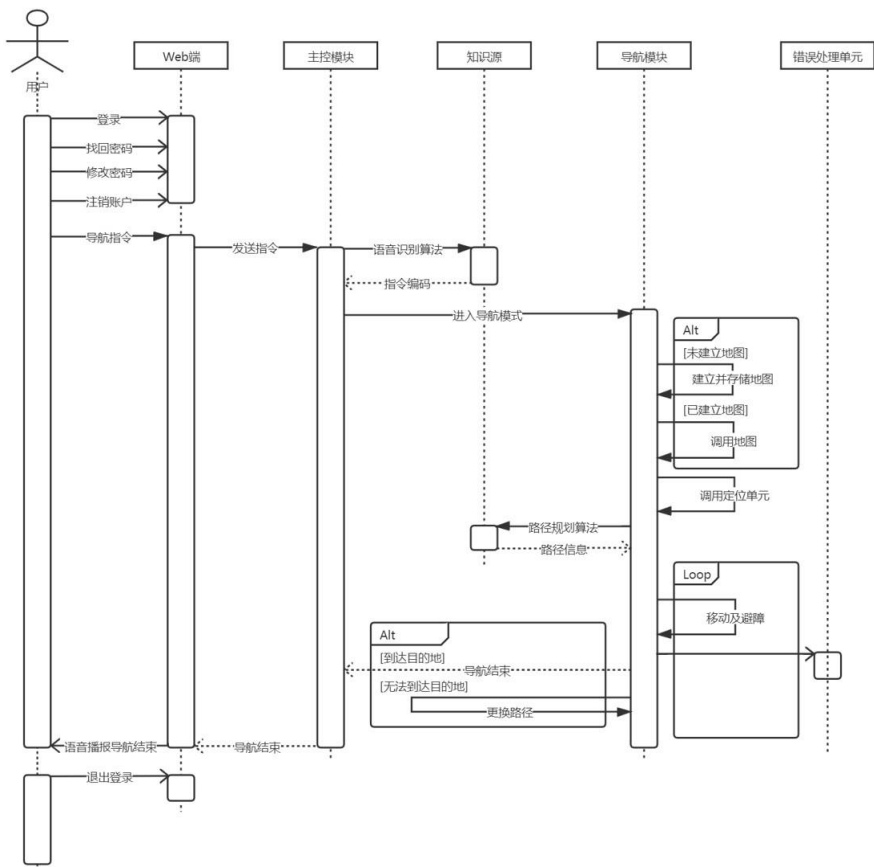 Web端
主控模块
知识源
导航模块
错误处理单元
用户
登录
找回密码
修改密码
注销账户
导航指令
发送指令
语音识别算法
指令编码
进入导航模式
Alt
[未建立地图]
建立并存储地图
[已建立地图]
调用地图
调用定位单元
路径规划算法
路径信息
Loop
移动及避障
Alt
[到达目的地]
导航结束
[无法到达目的地]
更换路径
语音播报导航结束
导航结束
退出登录